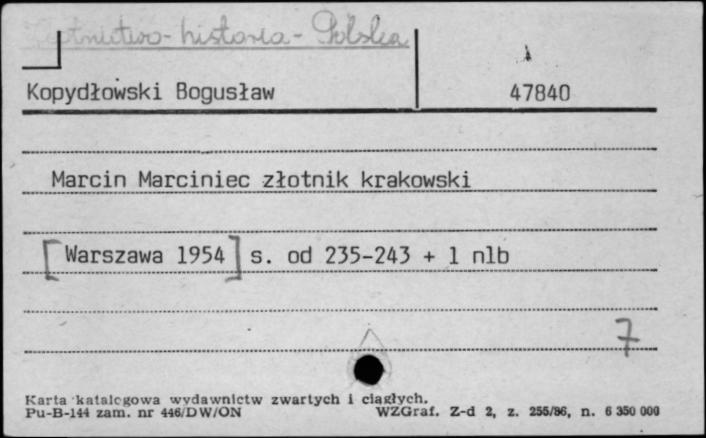 Złotnictwo - historia - Polska
Kopydłowski Bogusław 47840
Marcin Marciniec złotnik krakowski
[Warszawa 1954] s. od 235-243 + 1 nlb
7
Karta katalogowa wydawnictw zwartych i ciągłych.
Pu-B-144 zam. nr 446/DW/ON WZGraf. Z-d 2, z. 255/86, n. 6 350 000